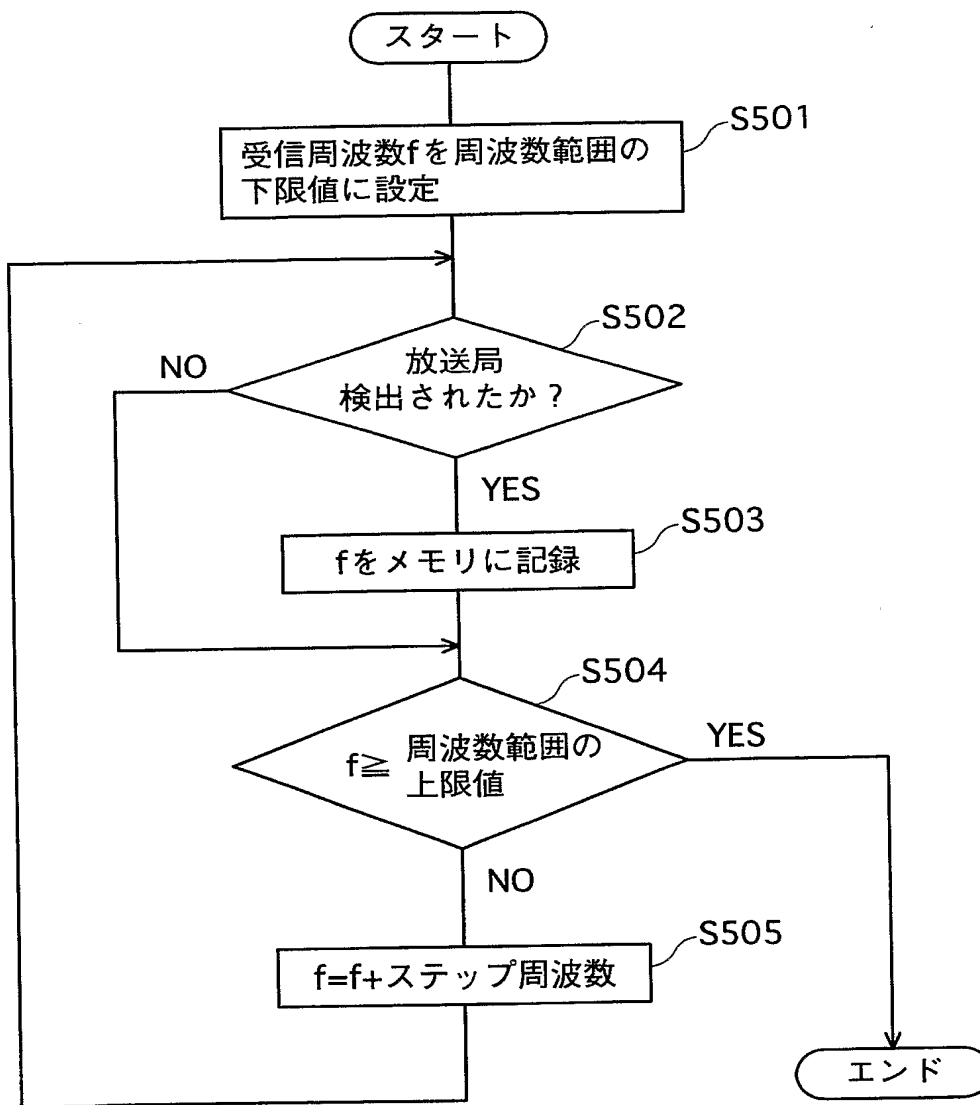 スタート
S501
受信周波数fを周波数範囲の
下限値に設定
S502
NO
放送局
検出されたか?
YES
S503
fをメモリに記録
S504
YES
f≧ 周波数範囲の
上限値
NO
S505
f=f+ステップ周波数
エンド